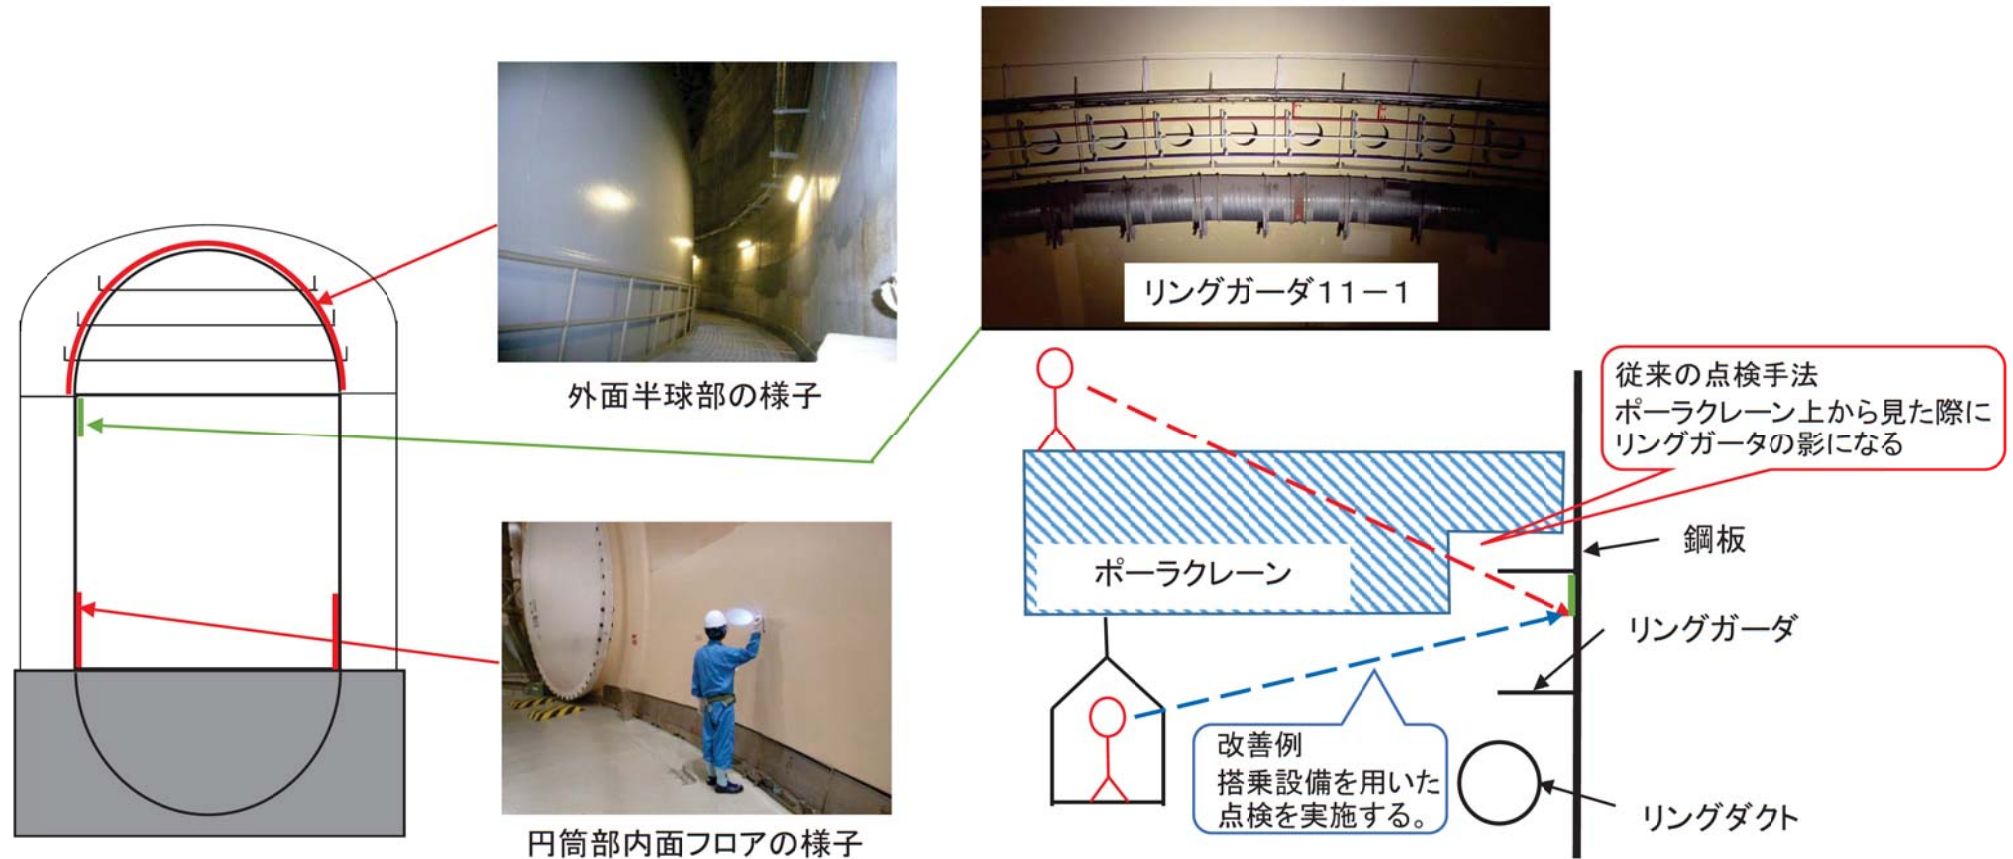 外面半球部の様子
リングガーダ11-1
従来の点検手法
ポーラクレーン上から見た際に
リングガータの影になる
鋼板
ポーラクレーン
リングガーダ
改善例
搭乗設備を用いた
点検を実施する。
リングダクト
円筒部内面フロアの様子